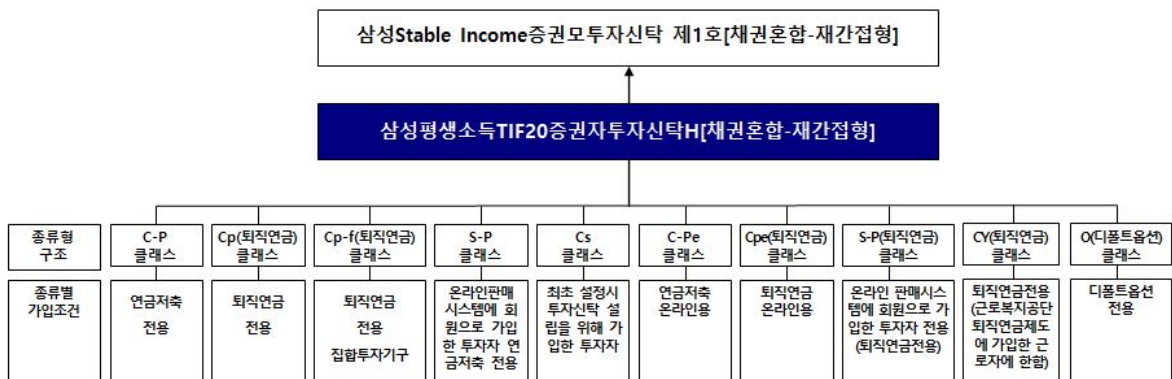 삼성Stable Income증권모투자신탁 제1호[채권혼합-재간접형]
삼성평생소득TIF20증권자투자신탁H[채권혼합-재간접형]
종류형
구조
C-P
클래스
Cp(퇴직연금)
클래스
Cp-f(퇴직연금)
클래스
S-P
클래스
Cs
클래스
C-Pe
클래스
Cpe(퇴직연금)
클래스
S-P(퇴직연금)
클래스
CY(퇴직연금)
클래스
O(디폴트옵션)
클래스
종류별
가입조건
연금저축
전용
퇴직연금
전용
퇴직연금
전용
집합투자기구
온라인판매
시스템에 회
원으로 가입
한 투자자 연
금저축 전용
최초 설정시
투자신탁 설
립을 위해 가
입한 투자자
연금저축
온라인용
퇴직연금
온라인용
온라인 판매시스
템에 회원으로 가
입한 투자자 전용
(퇴직연금전용)
퇴직연금전용
(근로복지공단
퇴직연금제도
에 가입한 근
로자에 한함)
디폴트옵션
전용